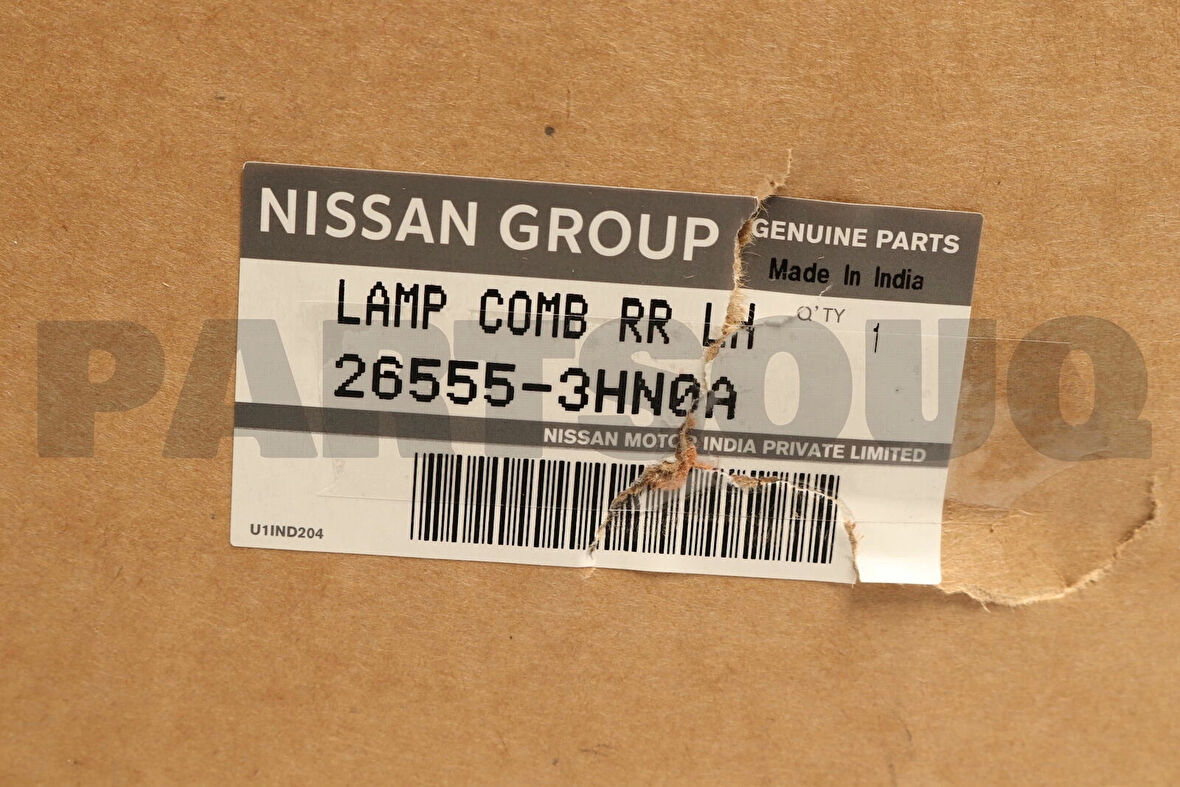 NISSAN GROUP
GENUINE PARTS
Made In India
LAMP COMB RR LH
Q'TY
1
26555-3HN0A
NISSAN MOTOR INDIA PRIVATE LIMITED
U1IND204
PARTSOUQ